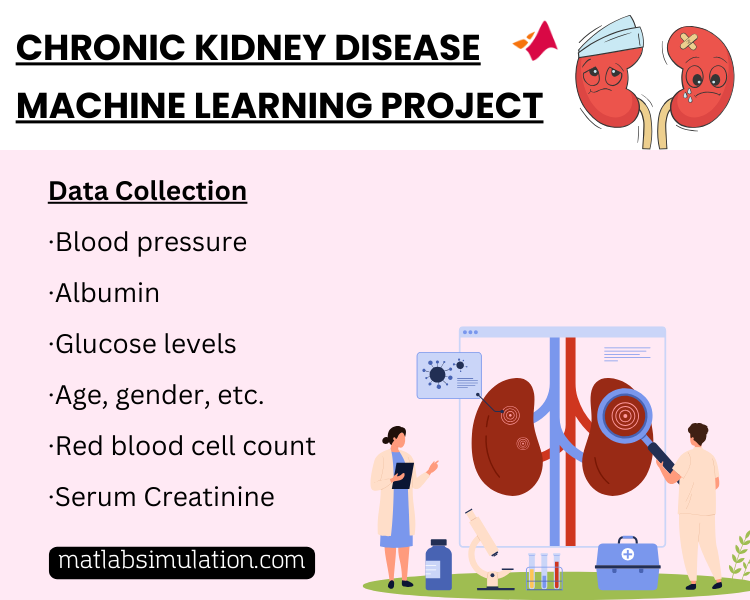 CHRONIC KIDNEY DISEASE
MACHINE LEARNING PROJECT
Data Collection
·Blood pressure
·Albumin
·Glucose levels
·Age, gender, etc.
·Red blood cell count
·Serum Creatinine
matlabsimulation.com